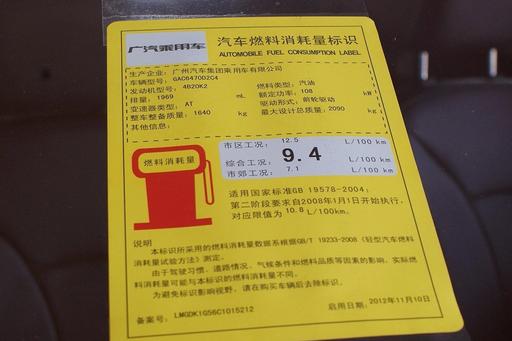 广汽乘用车
汽车燃料消耗量标识
AUTOMOBILE FUEL CONSUMPTION LABEL
生产企业: 广州汽车集团乘用车有限公司
车辆型号: GAC6470D2C4
发动机型号: 4B20K2 燃料类型: 汽油
排量: 1969 mL 额定功率: 108 kW
变速器类型: AT 驱动形式: 前轮驱动
整车整备质量: 1640 kg 最大设计总质量: 2090 kg
其他信息:
燃料消耗量
市区工况: 12.5 L/100 km
综合工况: 9.4 L/100 km
市郊工况: 7.1 L/100 km
适用国家标准GB 19578-2004:
第二阶段要求自2008年1月1日开始执行,
对应限值为 10.8 L/100km.
说明
本标识所采用的燃料消耗量数据系根据GB/T 19233-2008《轻型汽车燃料
消耗量试验方法》测定。
由于驾驶习惯、道路情况、气候条件和燃料品质等因素的影响, 实际燃
料消耗量可能与本标识的燃料消耗量不同。
为避免标识影响视野, 请在购买车辆后去除标识.
备案号: LMGDK1G56C1015212 启用日期: 2012年11月10日